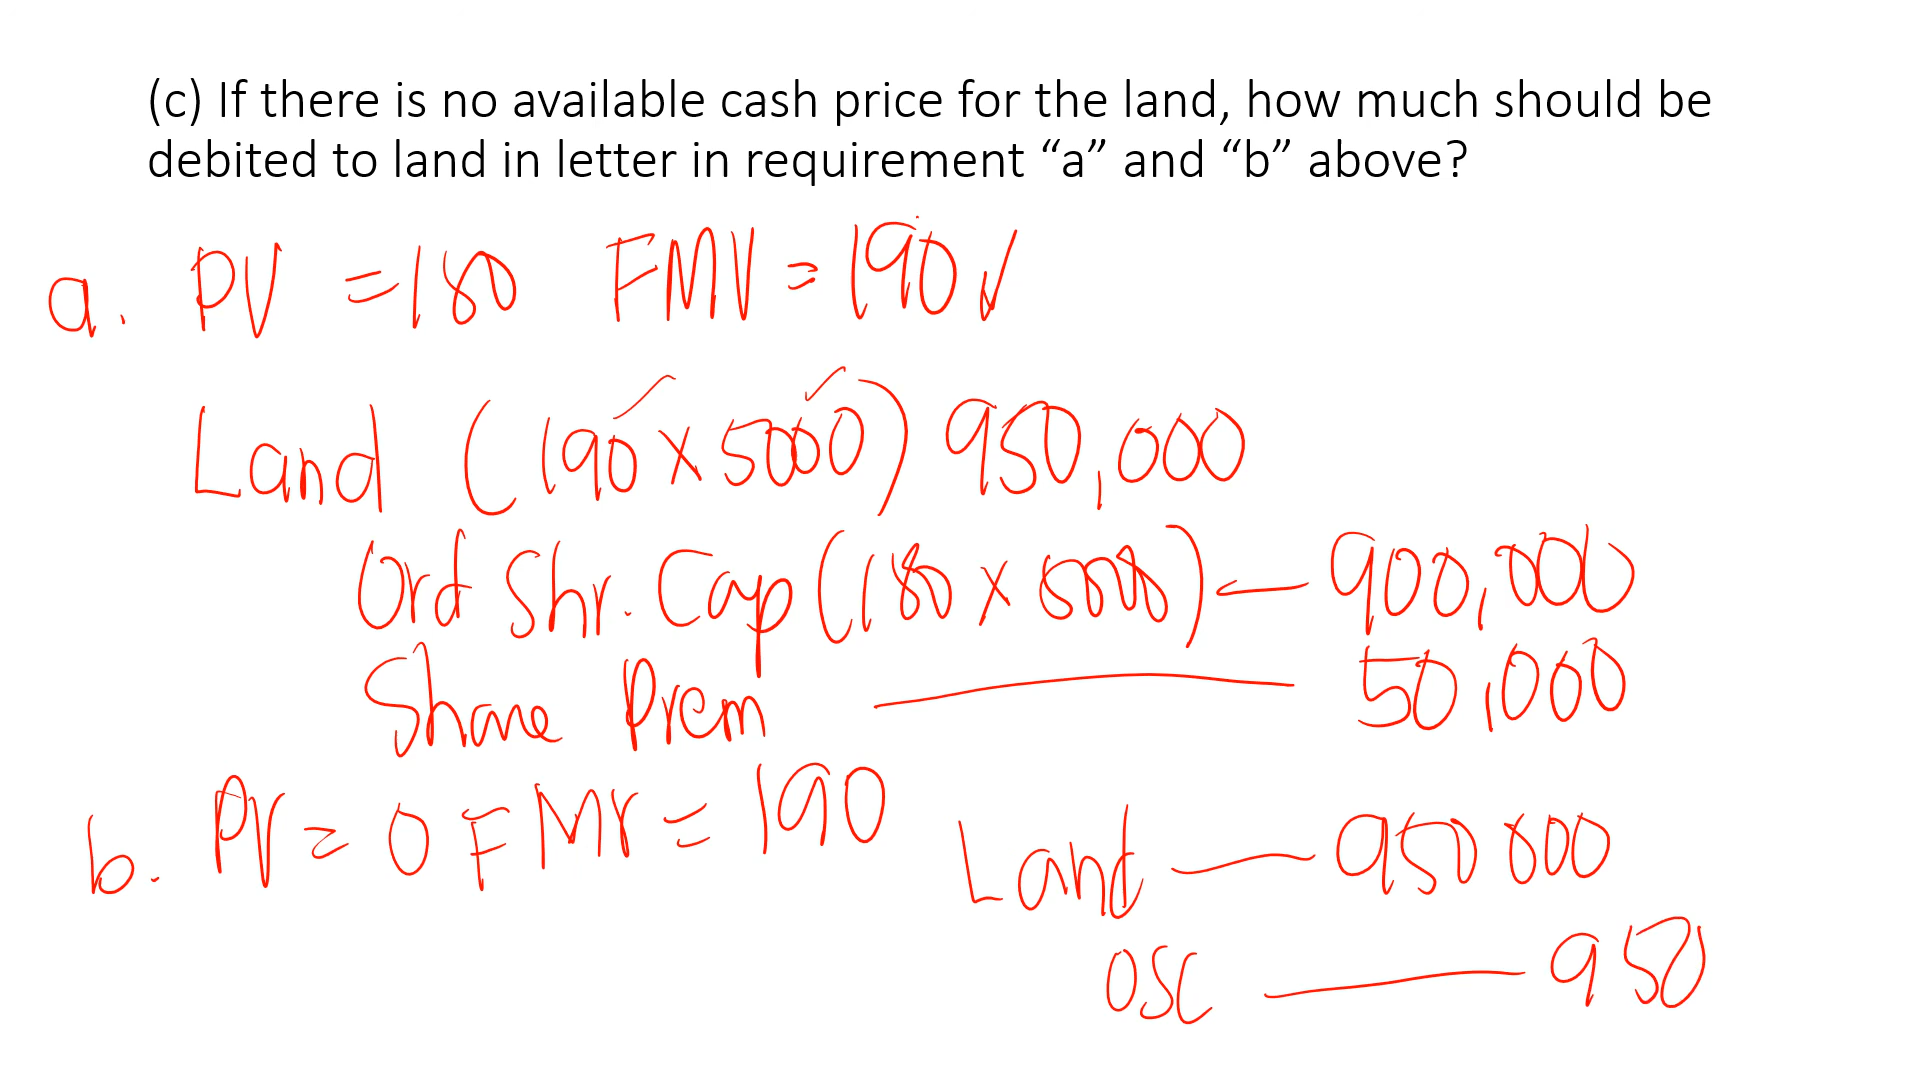 (c) If there is no available cash price for the land, how much should be
debited to land in letter in requirement “a” and “b” above?
a. PV = 180 FMV = 190 ✓
Land (190 x 5000) 950,000
Ord Shr. Cap (180 x 5000) — 900,000
Share Prem — 50,000
b. PV = 0 FMV = 190
Land — 950 000
OSC — 950